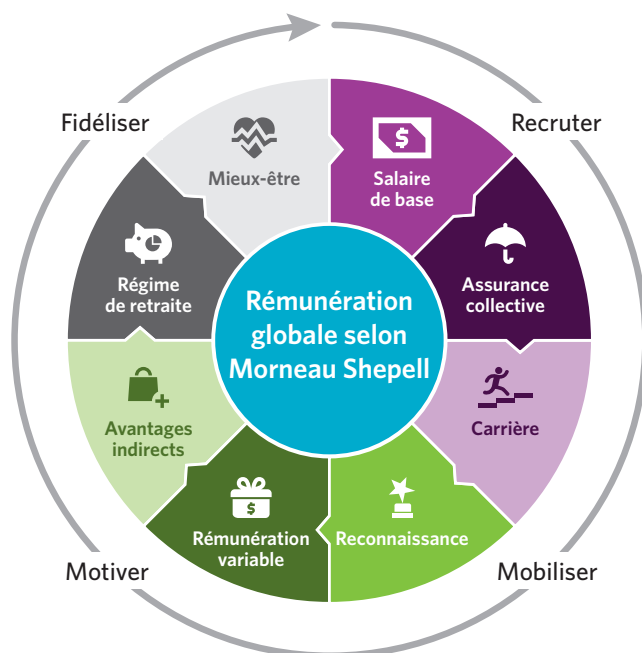 Fidéliser
Recruter
Mieux-être
Salaire
de base
Régime
de retraite
Assurance
collective
Rémunération
globale selon
Morneau Shepell
Avantages
indirects
Carrière
Rémunération
variable
Reconnaissance
Motiver
Mobiliser